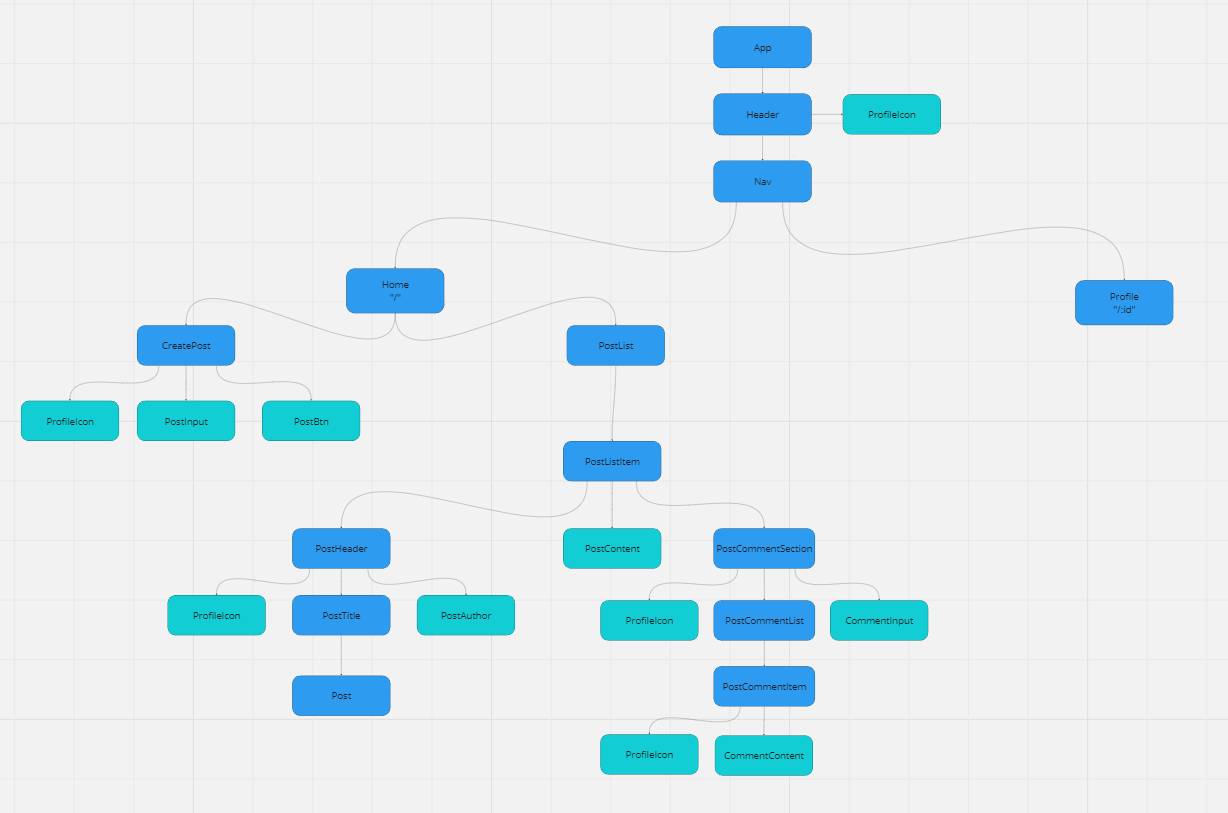 App
Header
ProfileIcon
Nav
Home
"/"
Profile
"/:id"
CreatePost
PostList
ProfileIcon
PostInput
PostBtn
PostListItem
PostHeader
PostContent
PostCommentSection
ProfileIcon
PostTitle
PostAuthor
ProfileIcon
PostCommentList
CommentInput
Post
PostCommentItem
ProfileIcon
CommentContent